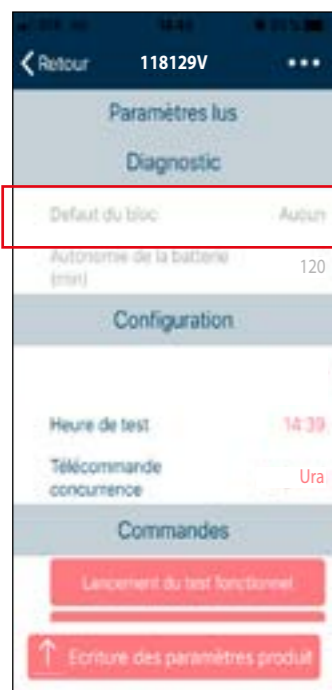 Retour 118129V •••
Paramètres lus
Diagnostic
Defaut du bloc Aucun
Autonomie de la batterie
(min) 120
Configuration
Heure de test 14:39
Télécommande
concurrence Ura
Commandes
Lancement du test fonctionnel
Ecriture des paramètres produit